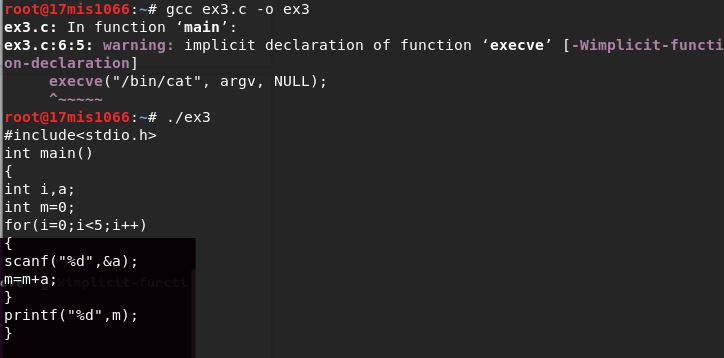 root@17mis1066:~# gcc ex3.c -o ex3
ex3.c: In function ‘main’:
ex3.c:6:5: warning: implicit declaration of function ‘execve’ [-Wimplicit-functi
on-declaration]
     execve("/bin/cat", argv, NULL);
     ^~~~~~
root@17mis1066:~# ./ex3
#include<stdio.h>
int main()
{
int i,a;
int m=0;
for(i=0;i<5;i++)
{
scanf("%d",&a);
m=m+a;
}
printf("%d",m);
}